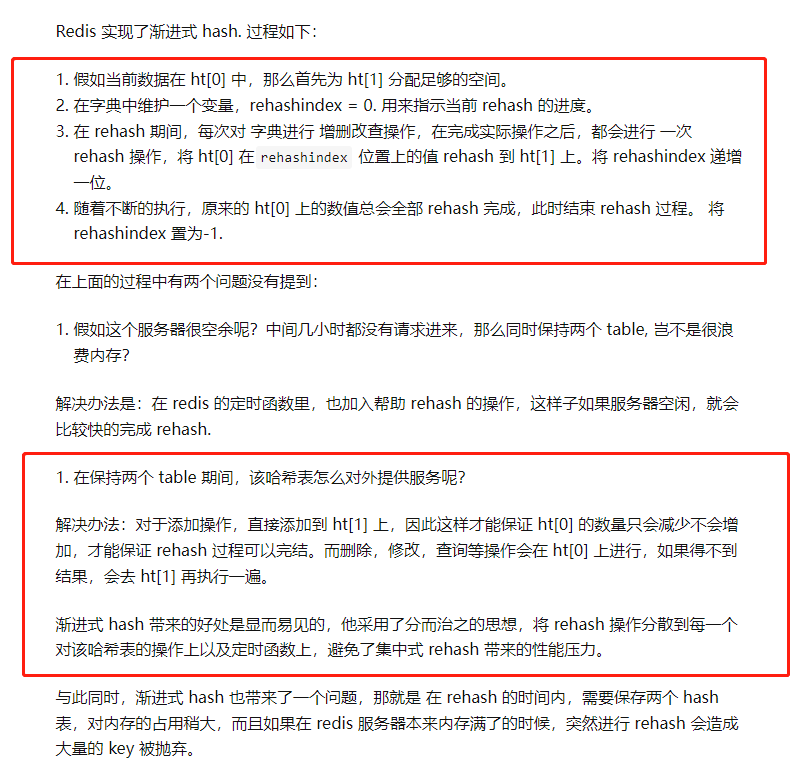 Redis 实现了渐进式 hash. 过程如下：
1. 假如当前数据在 ht[0] 中，那么首先为 ht[1] 分配足够的空间。
2. 在字典中维护一个变量，rehashindex = 0. 用来指示当前 rehash 的进度。
3. 在 rehash 期间，每次对 字典进行 增删改查操作，在完成实际操作之后，都会进行 一次
rehash 操作，将 ht[0] 在 rehashindex 位置上的值 rehash 到 ht[1] 上。将 rehashindex 递增
一位。
4. 随着不断的执行，原来的 ht[0] 上的数值总会全部 rehash 完成，此时结束 rehash 过程。 将
rehashindex 置为-1.
在上面的过程中有两个问题没有提到：
1. 假如这个服务器很空余呢？中间几小时都没有请求进来，那么同时保持两个 table, 岂不是很浪
费内存？
解决办法是：在 redis 的定时函数里，也加入帮助 rehash 的操作，这样子如果服务器空闲，就会
比较快的完成 rehash.
1. 在保持两个 table 期间，该哈希表怎么对外提供服务呢？
解决办法：对于添加操作，直接添加到 ht[1] 上，因此这样才能保证 ht[0] 的数量只会减少不会增
加，才能保证 rehash 过程可以完结。而删除，修改，查询等操作会在 ht[0] 上进行，如果得不到
结果，会去 ht[1] 再执行一遍。
渐进式 hash 带来的好处是显而易见的，他采用了分而治之的思想，将 rehash 操作分散到每一个
对该哈希表的操作上以及定时函数上，避免了集中式 rehash 带来的性能压力。
与此同时，渐进式 hash 也带来了一个问题，那就是 在 rehash 的时间内，需要保存两个 hash
表，对内存的占用稍大，而且如果在 redis 服务器本来内存满了的时候，突然进行 rehash 会造成
大量的 key 被抛弃。